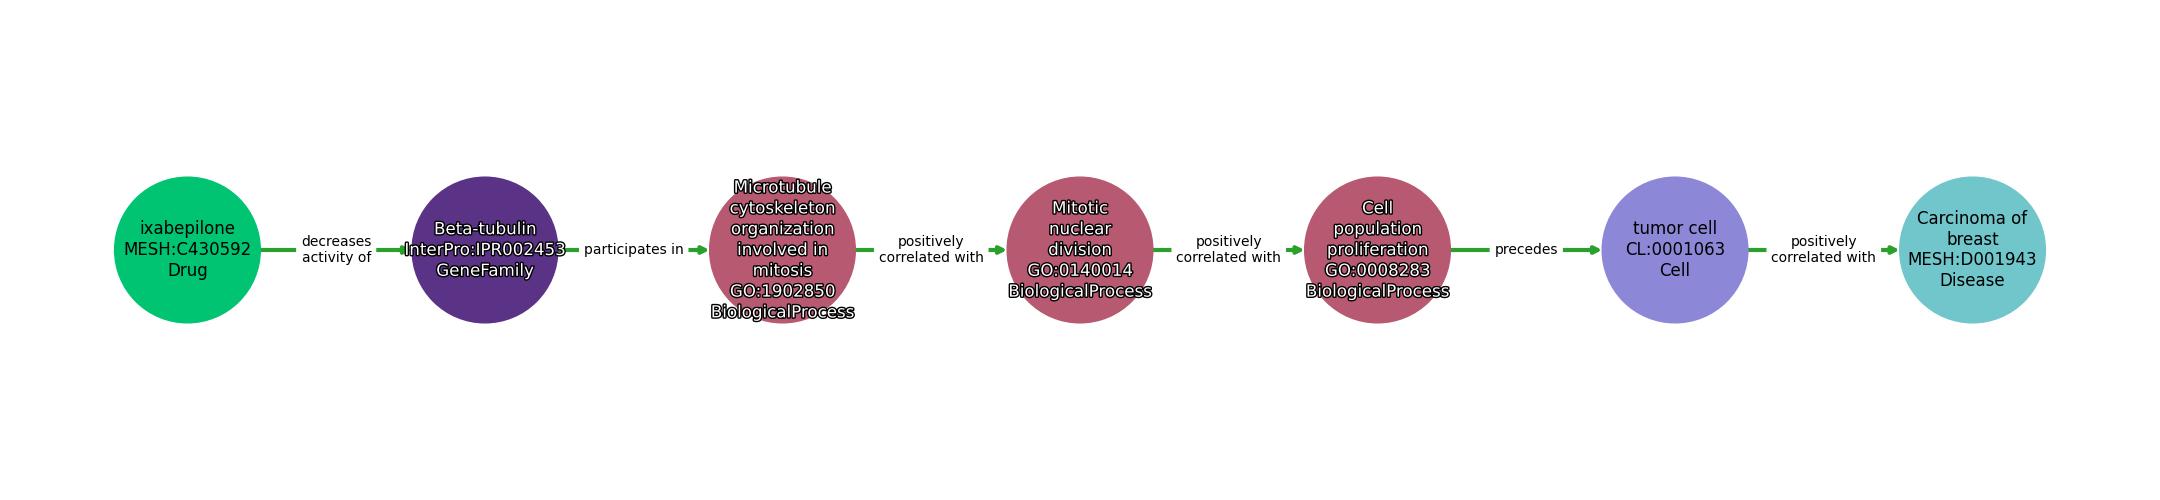 ixabepilone
MESH:C430592
Drug
decreases
activity of
Beta-tubulin
InterPro:IPR002453
GeneFamily
participates in
Microtubule
cytoskeleton
organization
involved in
mitosis
GO:1902850
BiologicalProcess
positively
correlated with
Mitotic
nuclear
division
GO:0140014
BiologicalProcess
positively
correlated with
Cell
population
proliferation
GO:0008283
BiologicalProcess
precedes
tumor cell
CL:0001063
Cell
positively
correlated with
Carcinoma of
breast
MESH:D001943
Disease